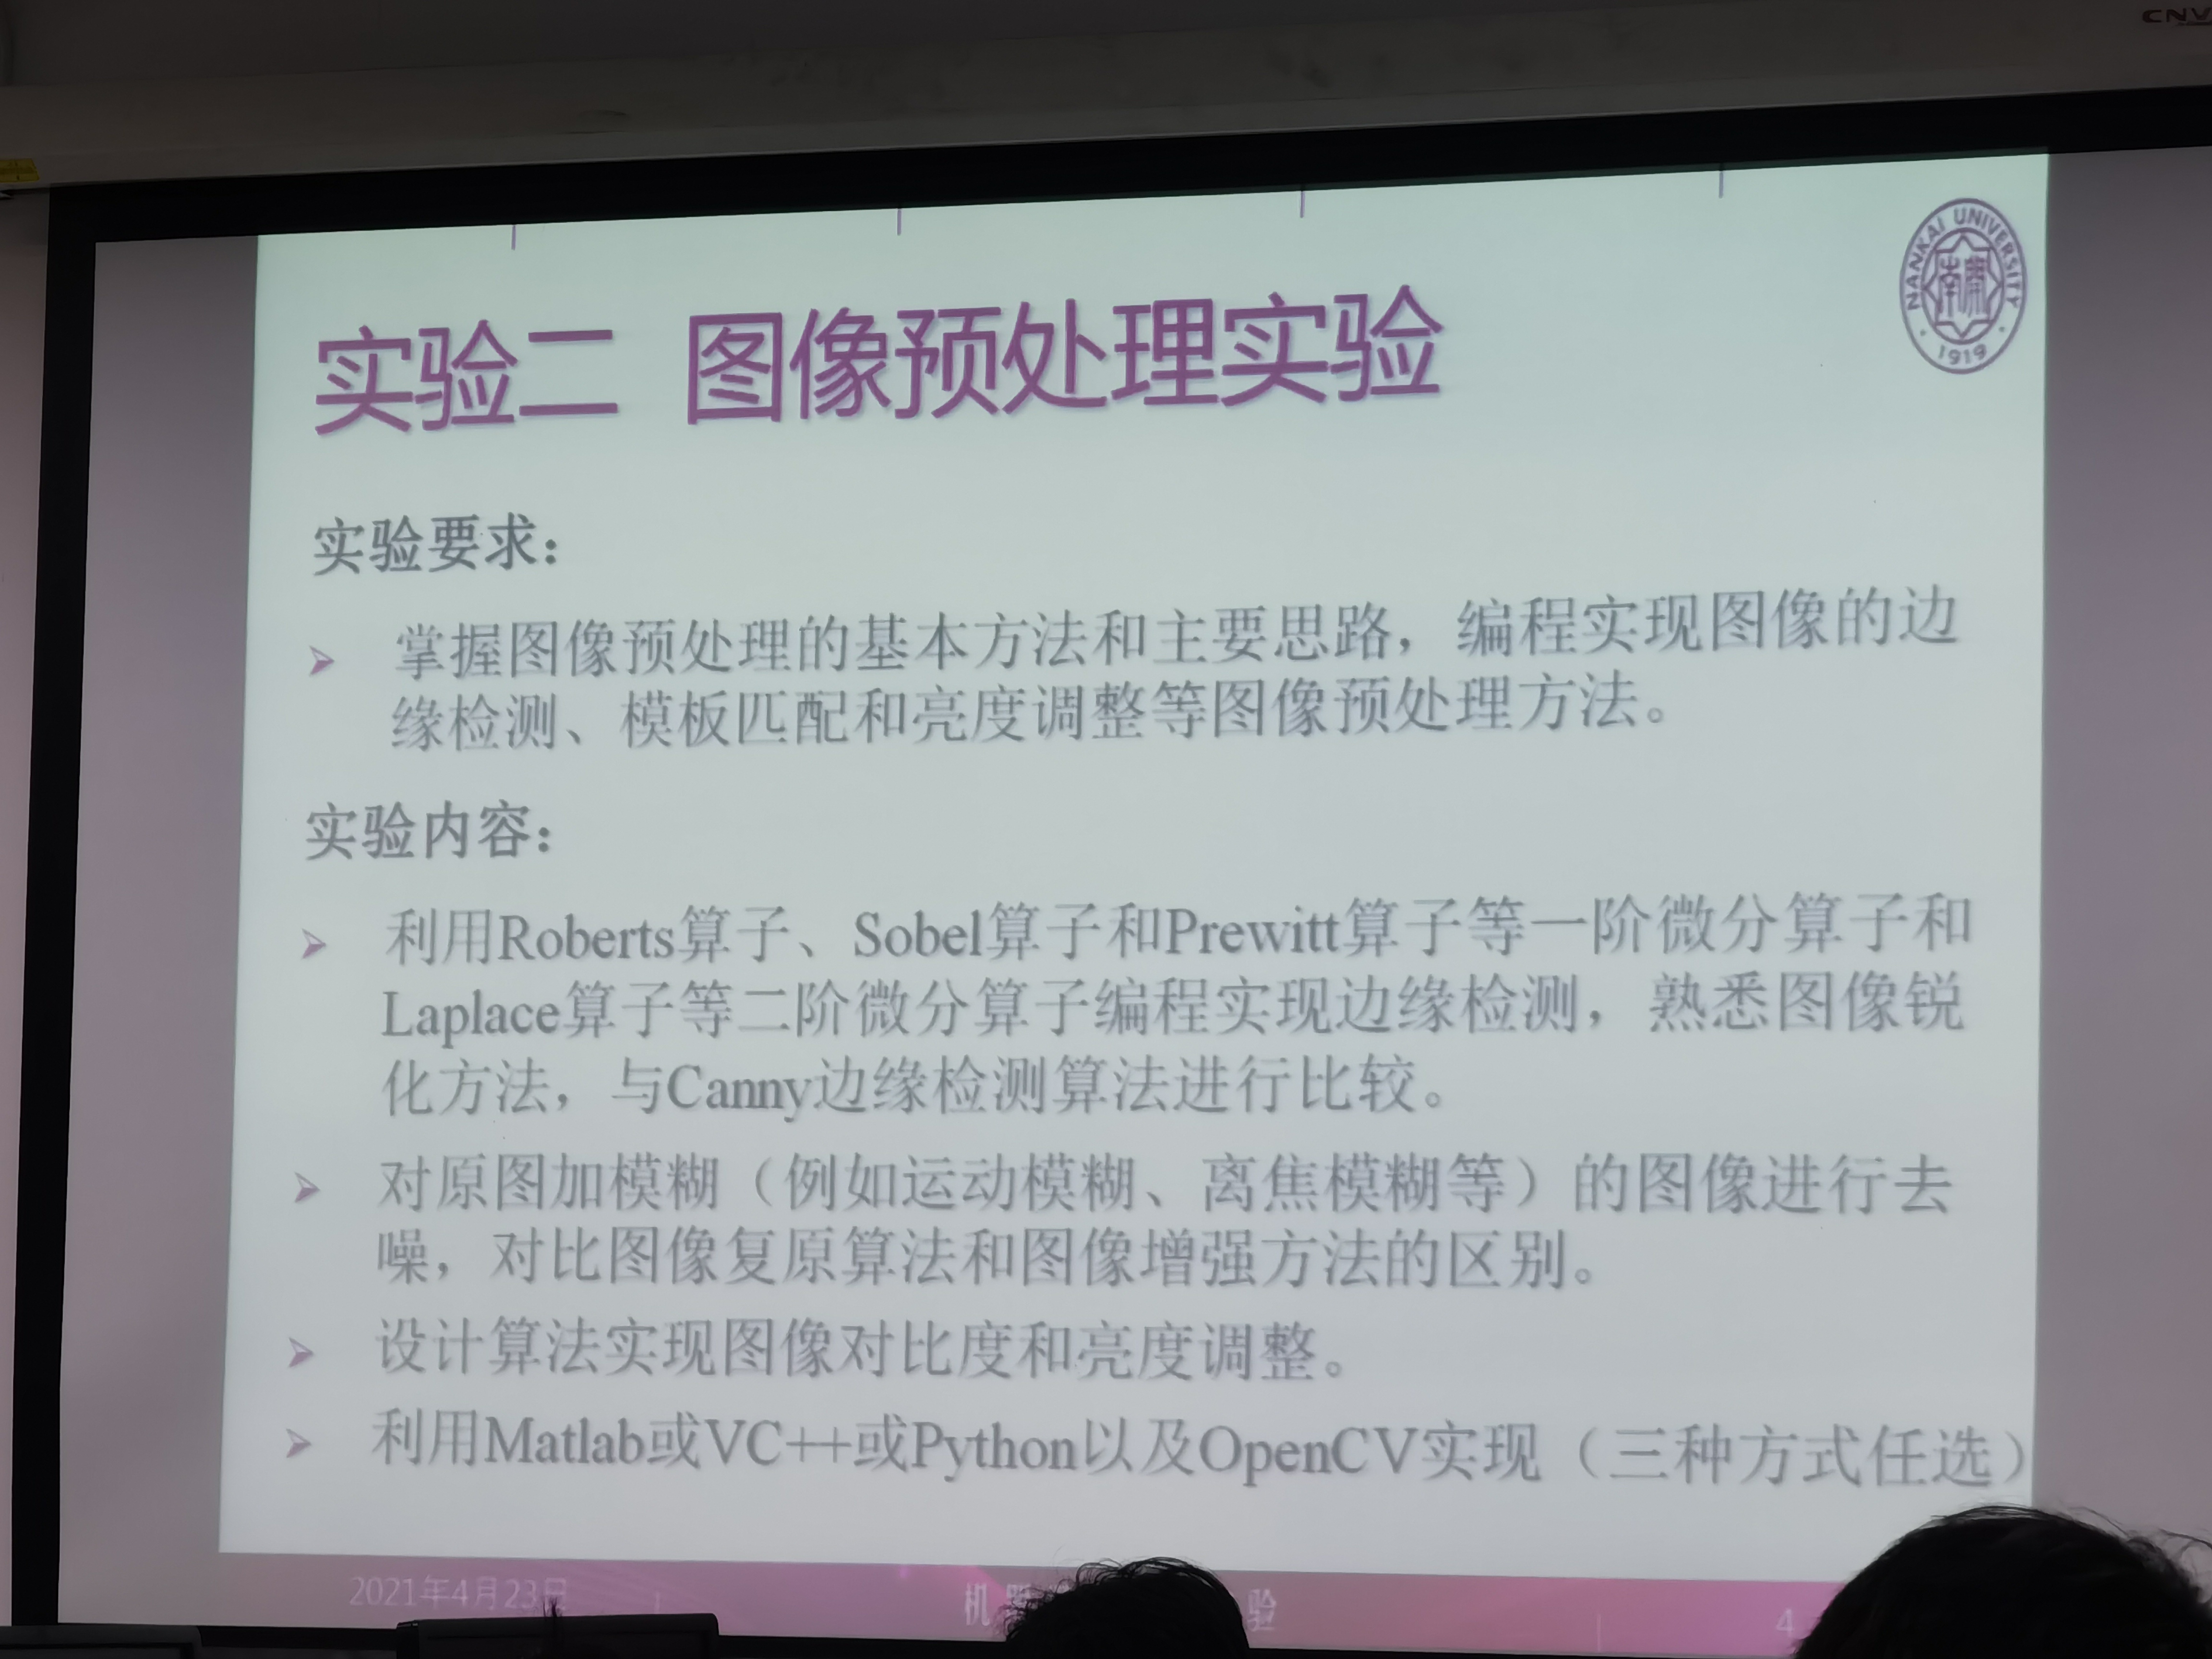 CNV
NANKAI UNIVERSITY
南開
1919
实验二 图像预处理实验
实验要求：
➢ 掌握图像预处理的基本方法和主要思路，编程实现图像的边
缘检测、模板匹配和亮度调整等图像预处理方法。
实验内容：
➢ 利用Roberts算子、Sobel算子和Prewitt算子等一阶微分算子和
Laplace算子等二阶微分算子编程实现边缘检测，熟悉图像锐
化方法，与Canny边缘检测算法进行比较。
➢ 对原图加模糊（例如运动模糊、离焦模糊等）的图像进行去
噪，对比图像复原算法和图像增强方法的区别。
➢ 设计算法实现图像对比度和亮度调整。
➢ 利用Matlab或VC++或Python以及OpenCV实现（三种方式任选）
2021年4月23日
机 验
4